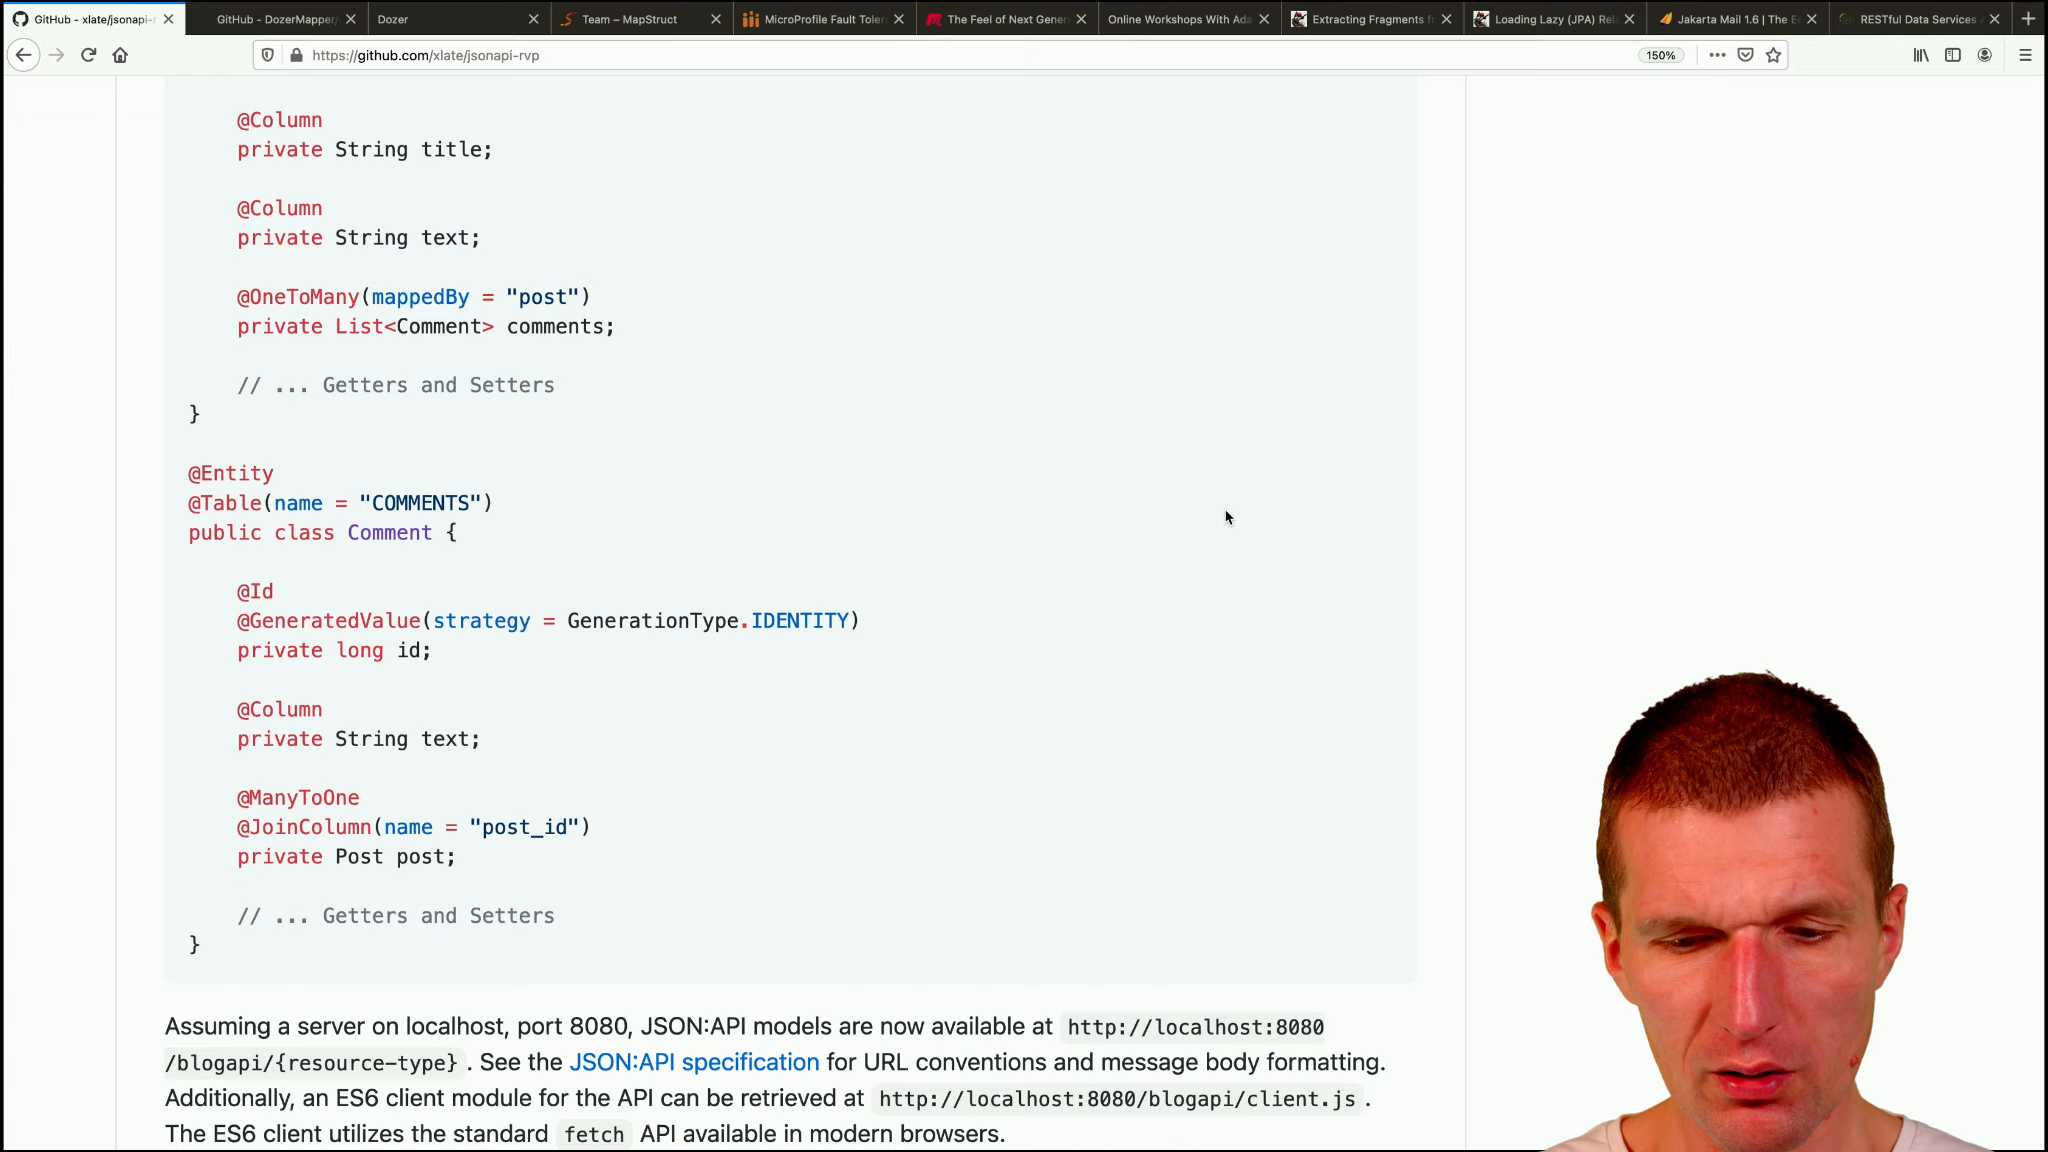 GitHub - xlate/jsonapi-r
GitHub - DozerMapper/
Dozer
Team – MapStruct
MicroProfile Fault Toler
The Feel of Next Gener
Online Workshops With Ada
Extracting Fragments f
Loading Lazy (JPA) Rel
Jakarta Mail 1.6 | The E
RESTful Data Services
https://github.com/xlate/jsonapi-rvp
150%
@Column
private String title;
@Column
private String text;
@OneToMany(mappedBy = "post")
private List<Comment> comments;
// ... Getters and Setters
}
@Entity
@Table(name = "COMMENTS")
public class Comment {
@Id
@GeneratedValue(strategy = GenerationType.IDENTITY)
private long id;
@Column
private String text;
@ManyToOne
@JoinColumn(name = "post_id")
private Post post;
// ... Getters and Setters
}
Assuming a server on localhost, port 8080, JSON:API models are now available at http://localhost:8080
/blogapi/{resource-type} . See the JSON:API specification for URL conventions and message body formatting.
Additionally, an ES6 client module for the API can be retrieved at http://localhost:8080/blogapi/client.js .
The ES6 client utilizes the standard fetch API available in modern browsers.